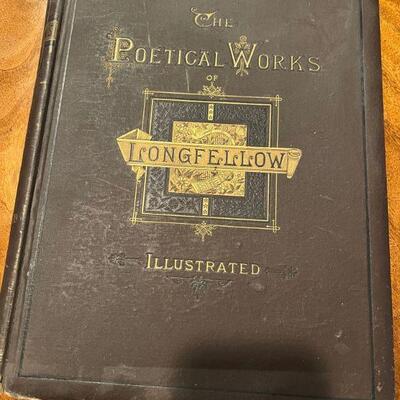 The
Poetical Works
of
Longfellow
Illustrated